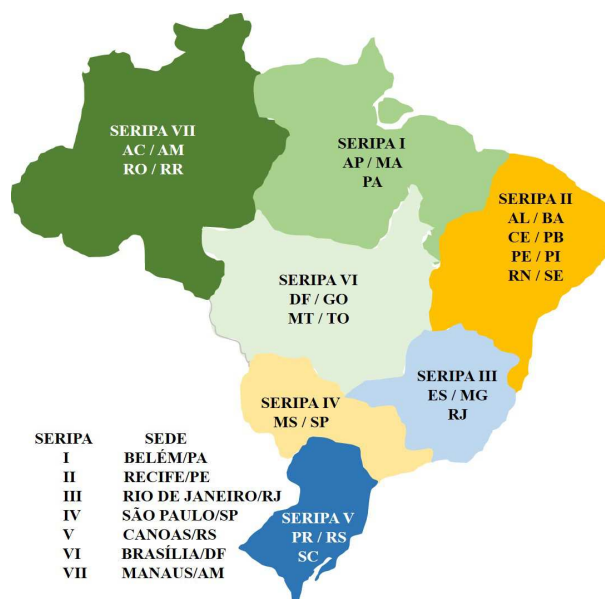 SERIPA VII
AC / AM
RO / RR
SERIPA I
AP / MA
PA
SERIPA II
AL / BA
CE / PB
PE / PI
RN / SE
SERIPA VI
DF / GO
MT / TO
SERIPA III
ES / MG
RJ
SERIPA IV
MS / SP
SERIPA V
PR / RS
SC
SERIPA SEDE
I BELÉM/PA
II RECIFE/PE
III RIO DE JANEIRO/RJ
IV SÃO PAULO/SP
V CANOAS/RS
VI BRASÍLIA/DF
VII MANAUS/AM